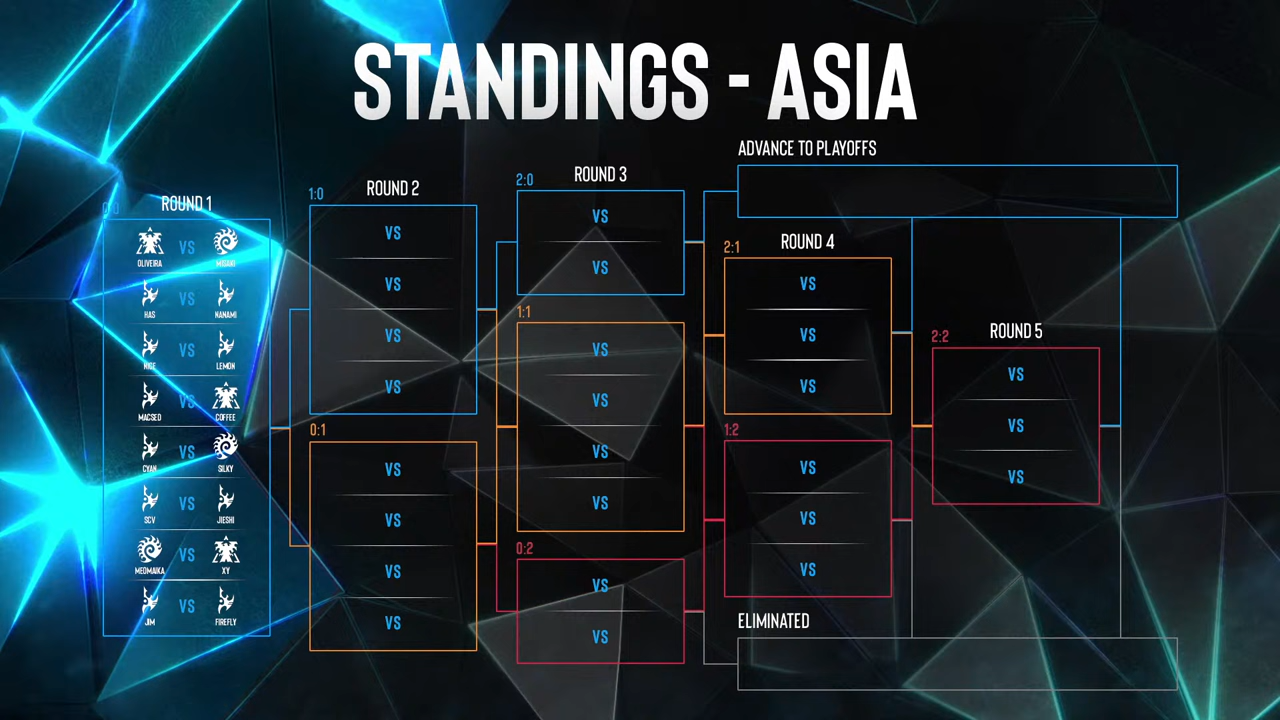 STANDINGS - ASIA
ROUND 1
0:0
OLIVEIRA VS MISAKI
HAS VS NANAMI
NICE VS LEMON
MACSED VS COFFEE
CYAN VS SILKY
SCV VS JIESHI
MEOMAIKA VS XY
JIM VS FIREFLY
ROUND 2
1:0
VS
VS
VS
VS
0:1
VS
VS
VS
VS
ROUND 3
2:0
VS
VS
1:1
VS
VS
VS
VS
0:2
VS
VS
ADVANCE TO PLAYOFFS
ROUND 4
2:1
VS
VS
VS
1:2
VS
VS
VS
ROUND 5
2:2
VS
VS
VS
ELIMINATED